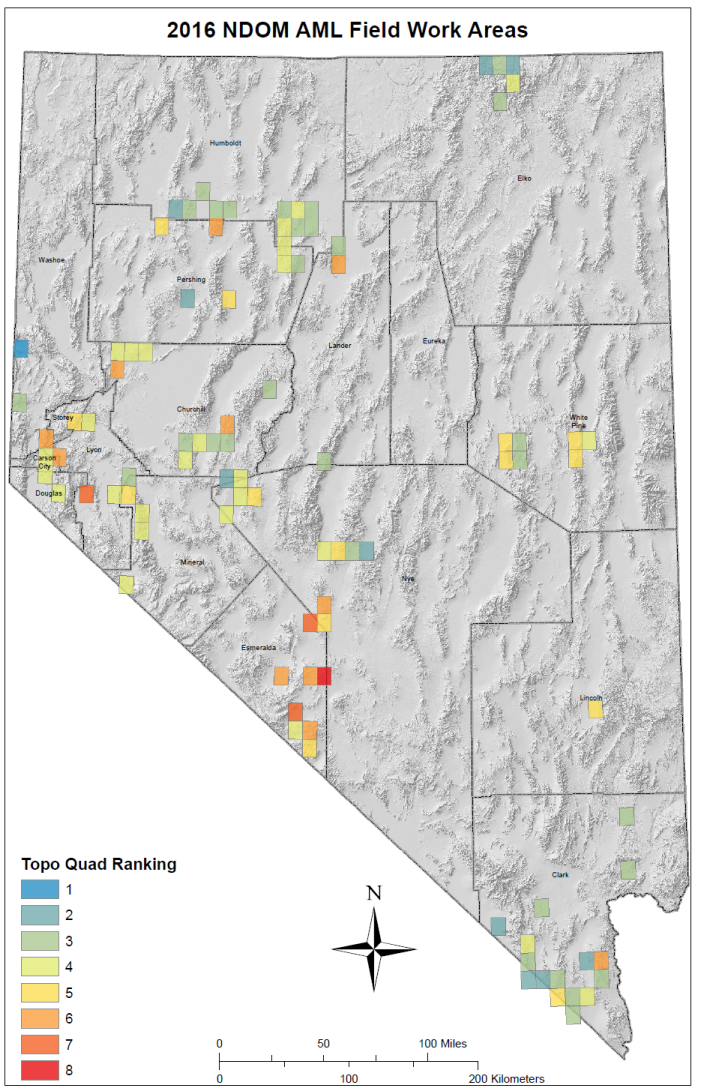 2016 NDOM AML Field Work Areas
Humboldt
Elko
Washoe
Pershing
Lander
Eureka
Churchill
White
Pine
Storey
Lyon
Carson
City
Douglas
Mineral
Nye
Esmeralda
Lincoln
Clark
Topo Quad Ranking
1
2
3
4
5
6
7
8
N
0 50 100 Miles
0 100 200 Kilometers